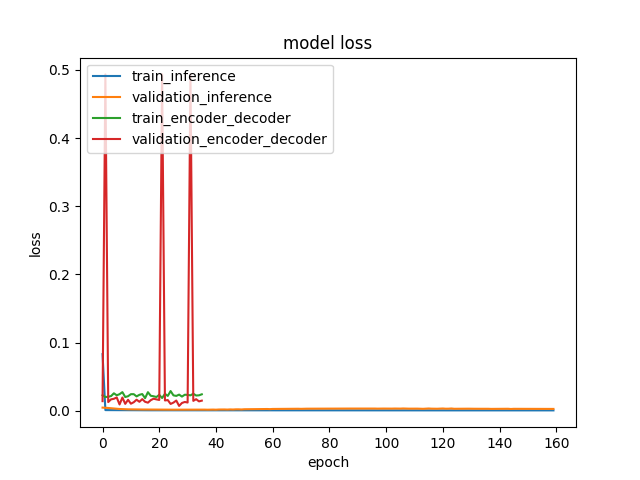 model loss
train_inference
validation_inference
train_encoder_decoder
validation_encoder_decoder
0.5
0.4
0.3
0.2
0.1
0.0
loss
0 20 40 60 80 100 120 140 160
epoch